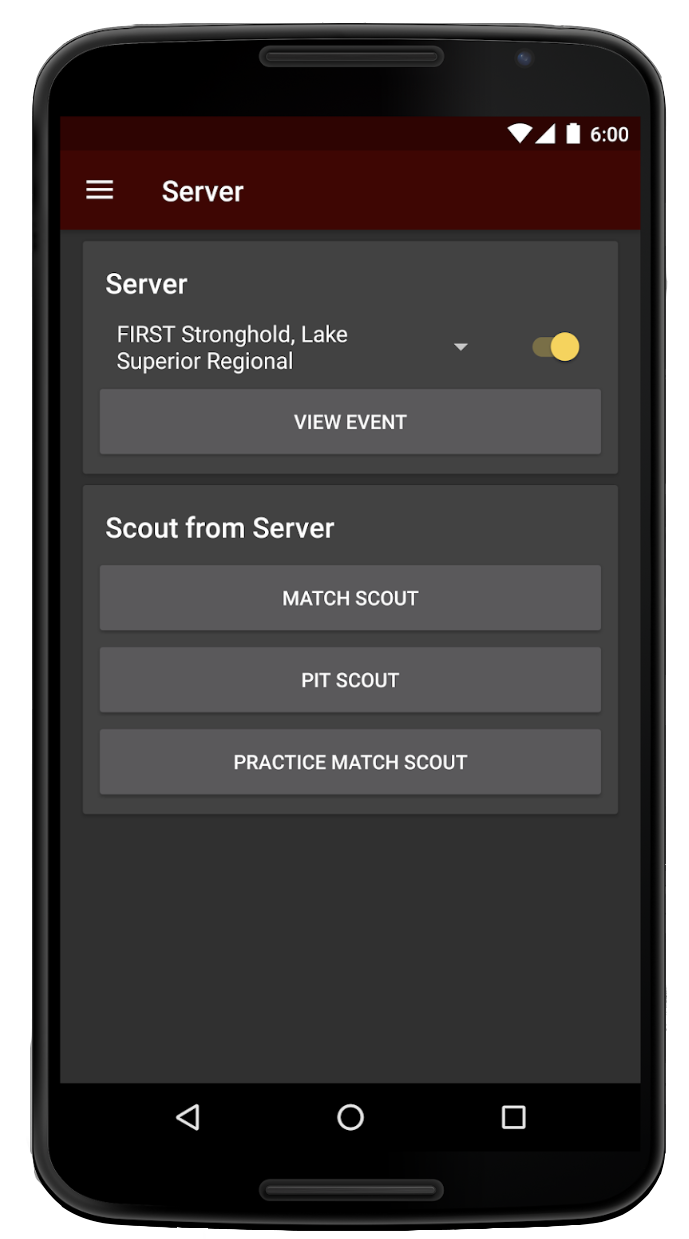 6:00
Server
Server
FIRST Stronghold, Lake
Superior Regional
VIEW EVENT
Scout from Server
MATCH SCOUT
PIT SCOUT
PRACTICE MATCH SCOUT